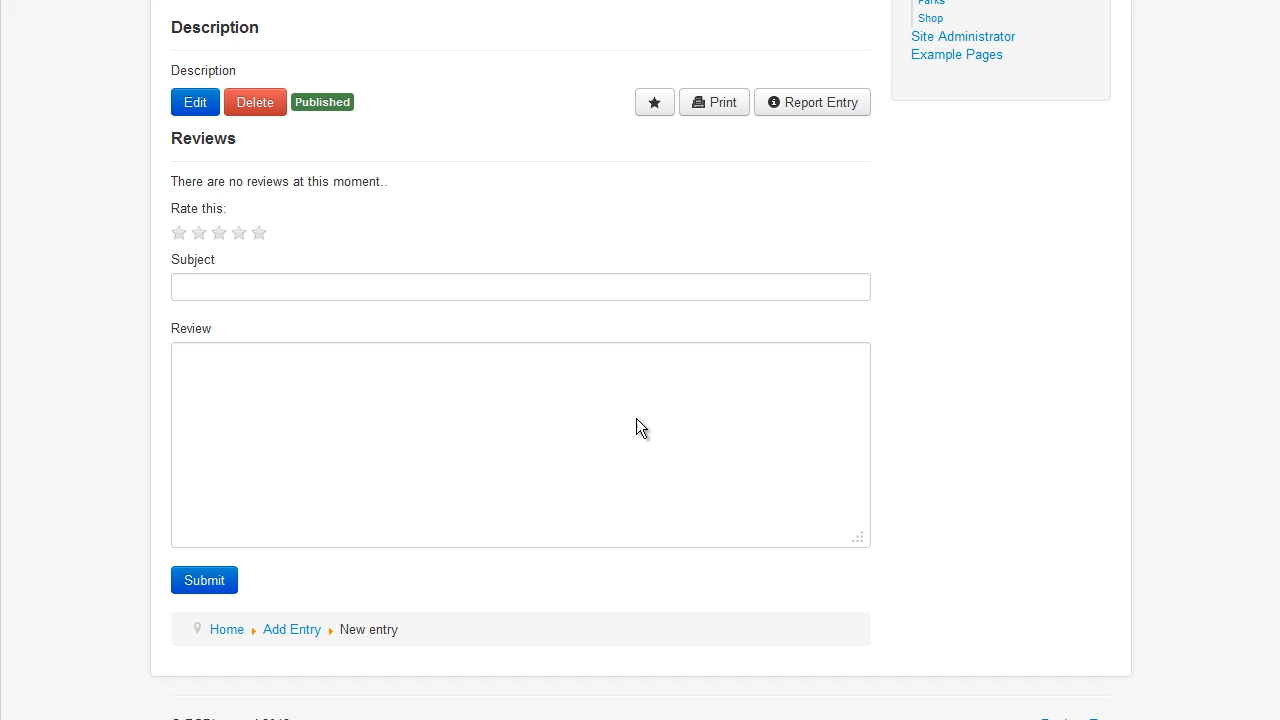 Parks
Shop
Site Administrator
Example Pages
Description
Description
Edit Delete Published Print Report Entry
Reviews
There are no reviews at this moment..
Rate this:
Subject
Review
Submit
Home Add Entry New entry